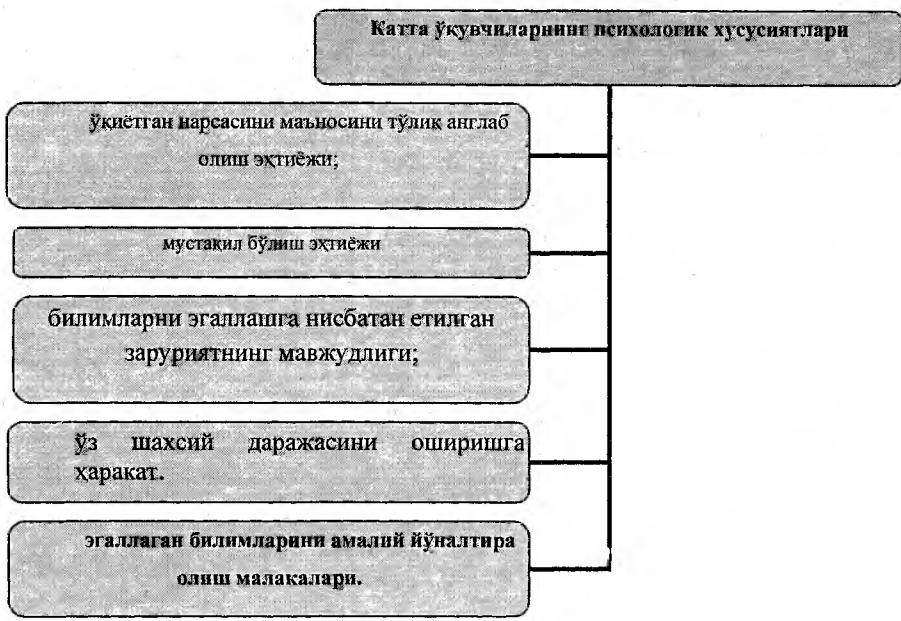 Катта ўқувчиларнинг психологик хусусиятлари
ўқиётган нарсасини маъносини тўлиқ англаб
олиш эҳтиёжи;
мустақил бўлиш эҳтиёжи
билимларни эгаллашга нисбатан етилган
заруриятнинг мавжудлиги;
ўз шахсий даражасини оширишга
ҳаракат.
эгаллаган билимларини амалий йўналтира
олиш малакалари.